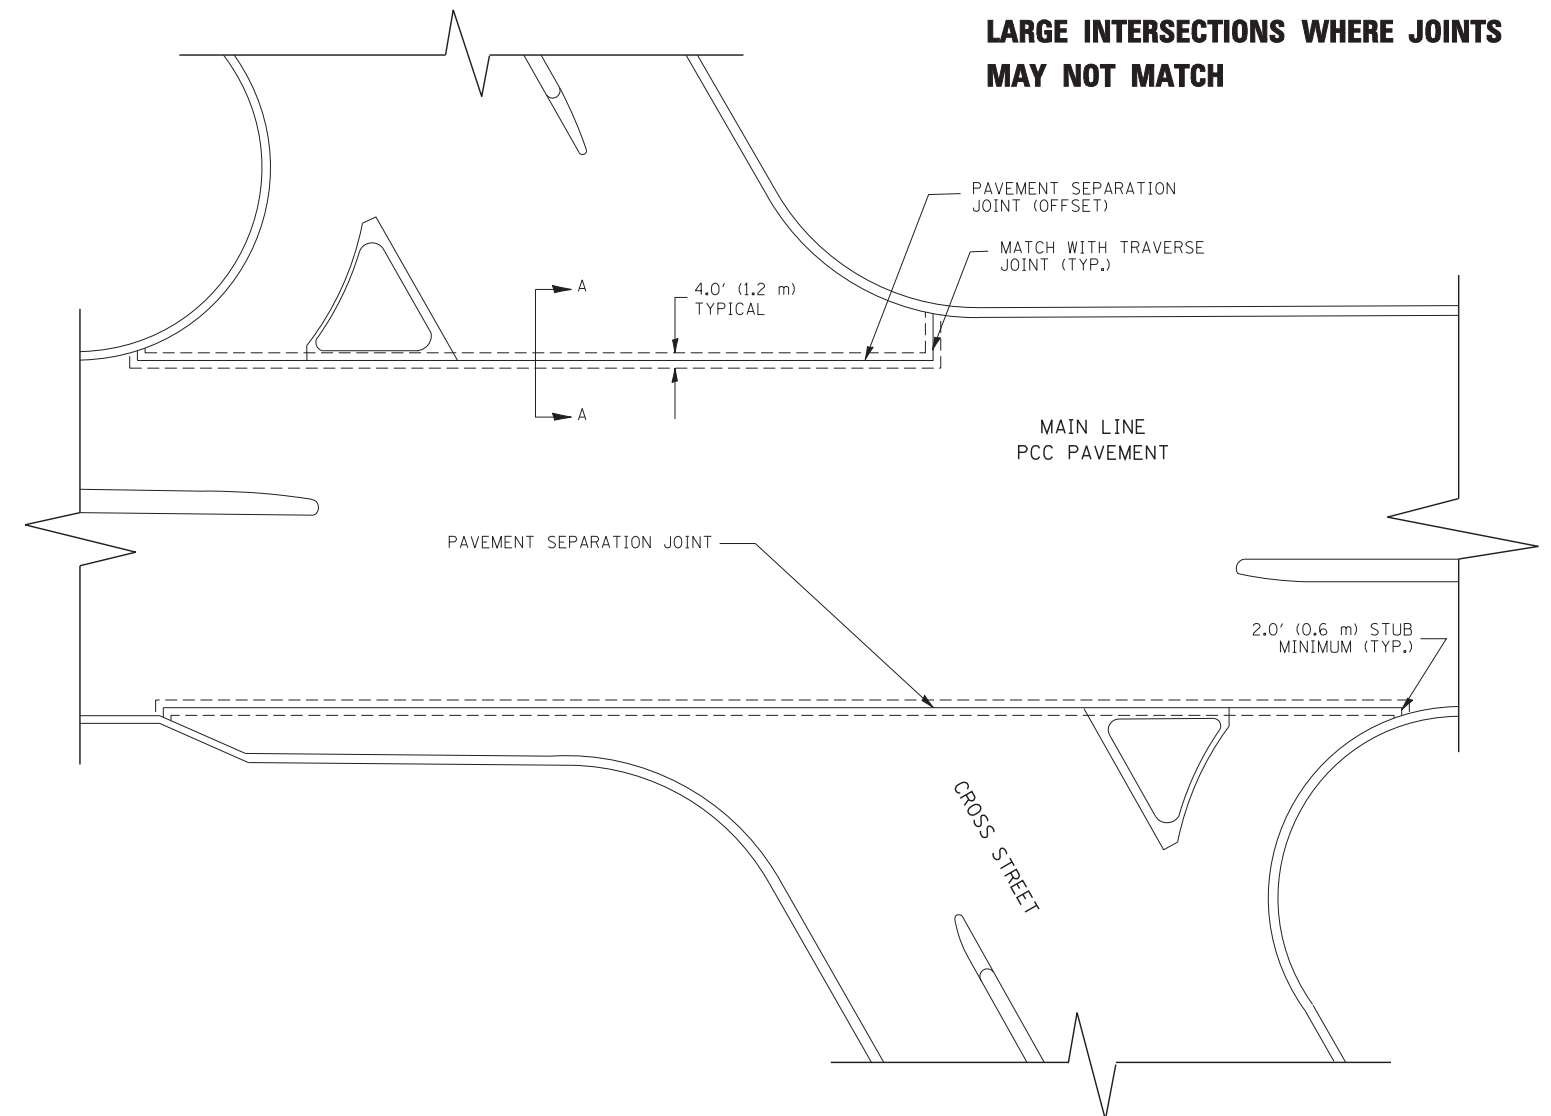 LARGE INTERSECTIONS WHERE JOINTS
MAY NOT MATCH
PAVEMENT SEPARATION
JOINT (OFFSET)
MATCH WITH TRAVERSE
JOINT (TYP.)
A
4.0' (1.2 m)
TYPICAL
A
MAIN LINE
PCC PAVEMENT
PAVEMENT SEPARATION JOINT
2.0' (0.6 m) STUB
MINIMUM (TYP.)
CROSS STREET